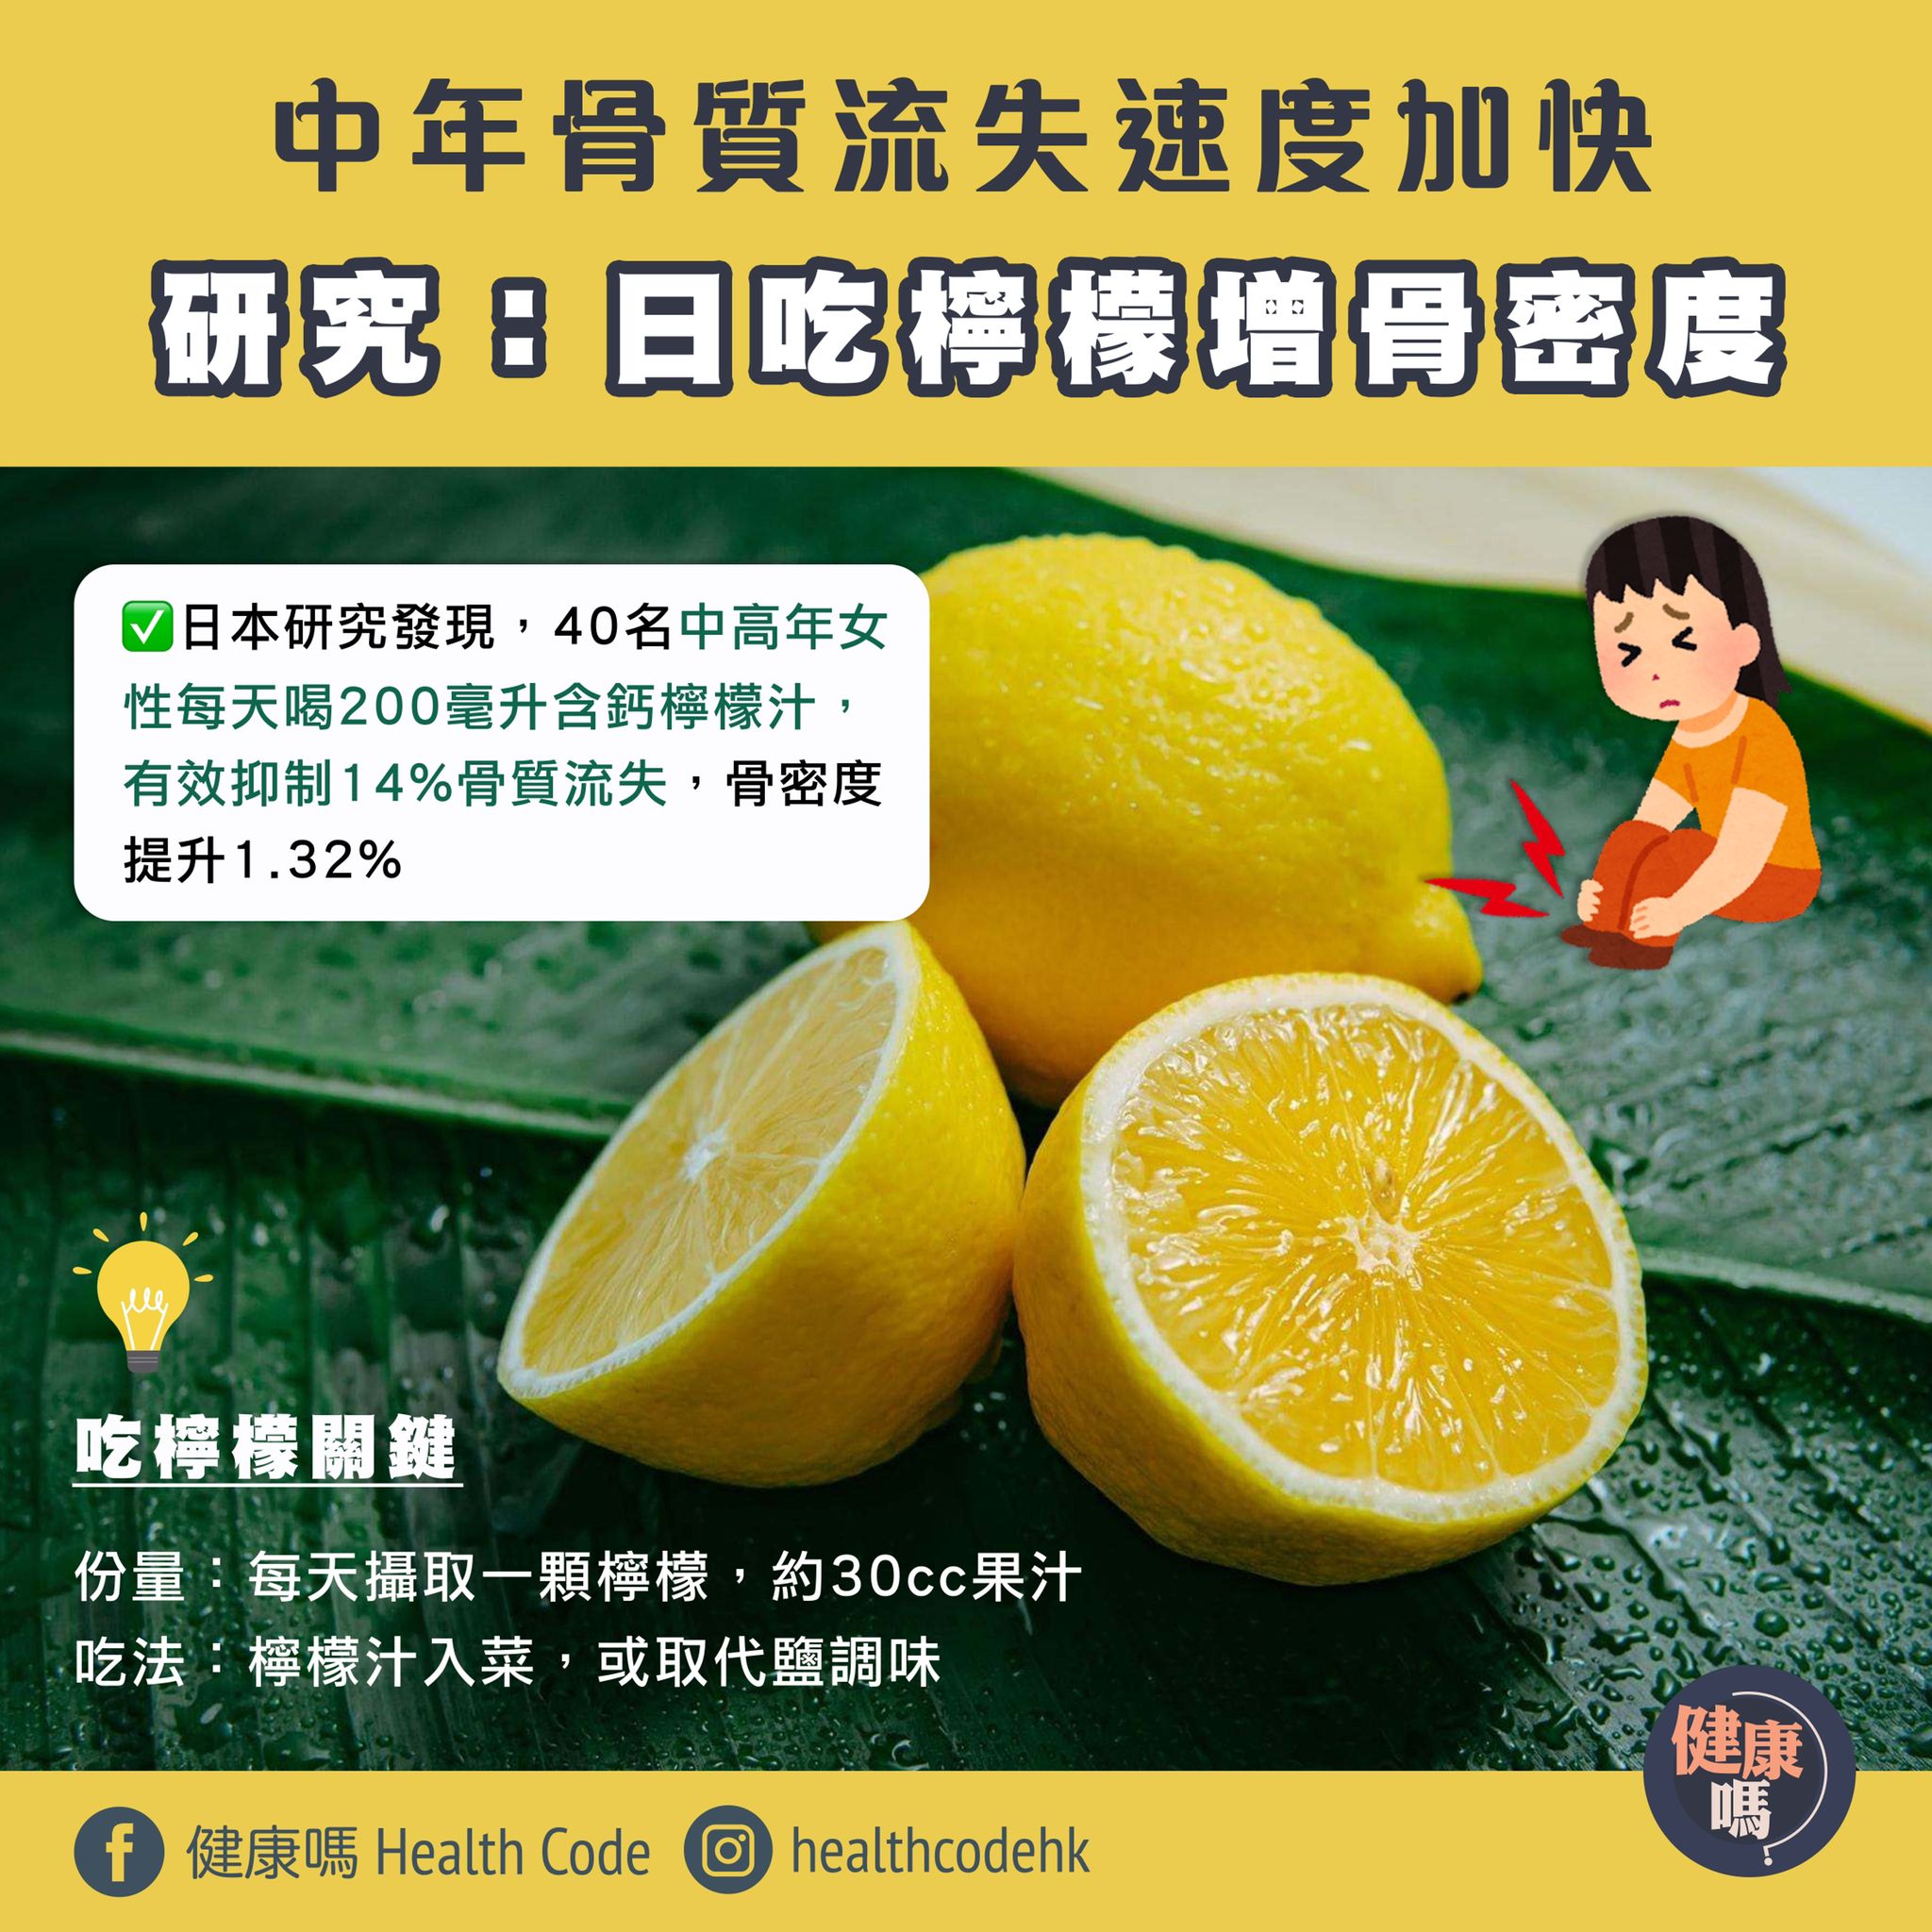 中年骨質流失速度加快
研究：日吃檸檬增骨密度
✅日本研究發現，40名中高年女
性每天喝200毫升含鈣檸檬汁，
有效抑制14%骨質流失，骨密度
提升1.32%
吃檸檬關鍵
份量：每天攝取一顆檸檬，約30cc果汁
吃法：檸檬汁入菜，或取代鹽調味
健康
嗎?
健康嗎 Health Code
healthcodehk